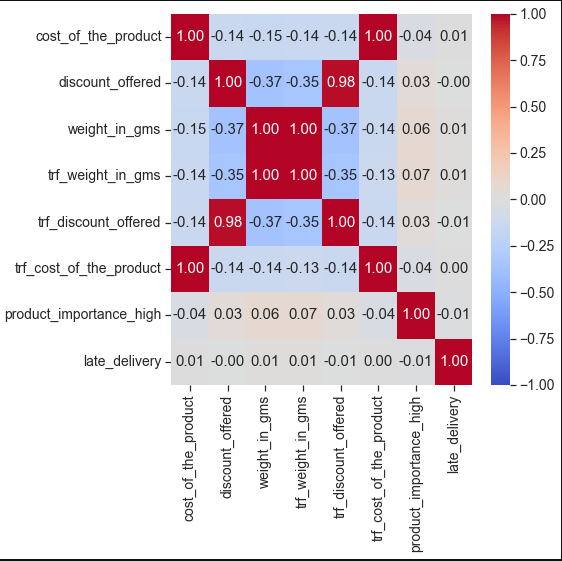 cost_of_the_product 1.00 -0.14 -0.15 -0.14 -0.14 1.00 -0.04 0.01
discount_offered -0.14 1.00 -0.37 -0.35 0.98 -0.14 0.03 -0.00
weight_in_gms -0.15 -0.37 1.00 1.00 -0.37 -0.14 0.06 0.01
trf_weight_in_gms -0.14 -0.35 1.00 1.00 -0.35 -0.13 0.07 0.01
trf_discount_offered -0.14 0.98 -0.37 -0.35 1.00 -0.14 0.03 -0.01
trf_cost_of_the_product 1.00 -0.14 -0.14 -0.13 -0.14 1.00 -0.04 0.00
product_importance_high -0.04 0.03 0.06 0.07 0.03 -0.04 1.00 -0.01
late_delivery 0.01 -0.00 0.01 0.01 -0.01 0.00 -0.01 1.00
cost_of_the_product
discount_offered
weight_in_gms
trf_weight_in_gms
trf_discount_offered
trf_cost_of_the_product
product_importance_high
late_delivery
1.00
0.75
0.50
0.25
0.00
−0.25
−0.50
−0.75
−1.00